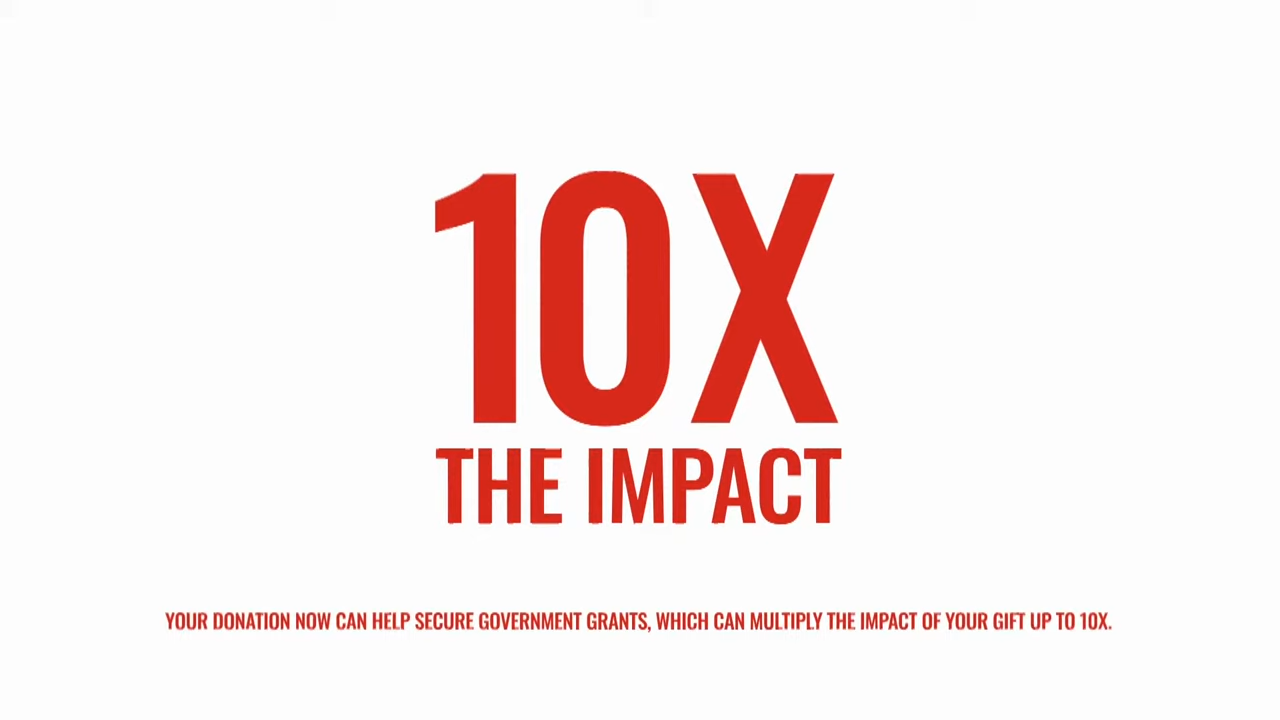 10X
THE IMPACT
YOUR DONATION NOW CAN HELP SECURE GOVERNMENT GRANTS, WHICH CAN MULTIPLY THE IMPACT OF YOUR GIFT UP TO 10X.